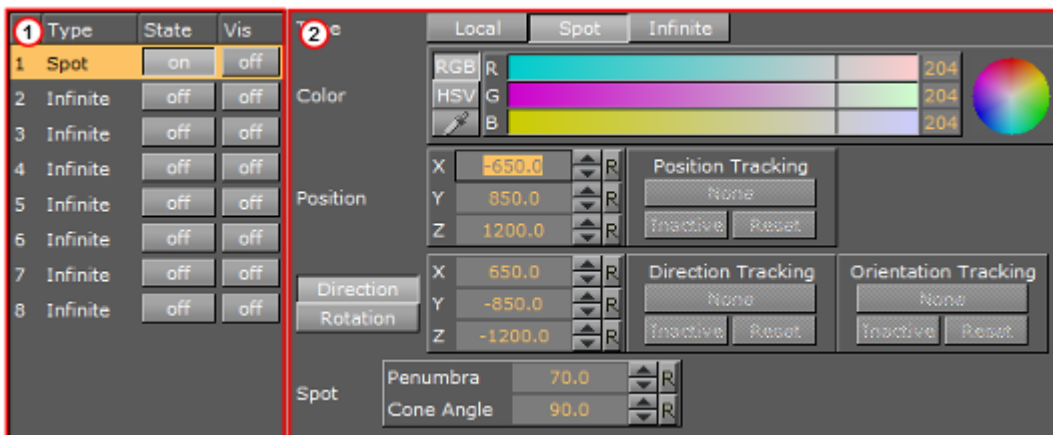 1 Type State Vis
1 Spot on off
2 Infinite off off
3 Infinite off off
4 Infinite off off
5 Infinite off off
6 Infinite off off
7 Infinite off off
8 Infinite off off
2 Local Spot Infinite
Color
RGB R 204
HSV G 204
B 204
Position
X -650.0 R
Y 850.0 R
Z 1200.0 R
Position Tracking
None
Inactive Reset
Direction
Rotation
X 650.0 R
Y -850.0 R
Z -1200.0 R
Direction Tracking
None
Inactive Reset
Orientation Tracking
None
Inactive Reset
Spot
Penumbra 70.0 R
Cone Angle 90.0 R